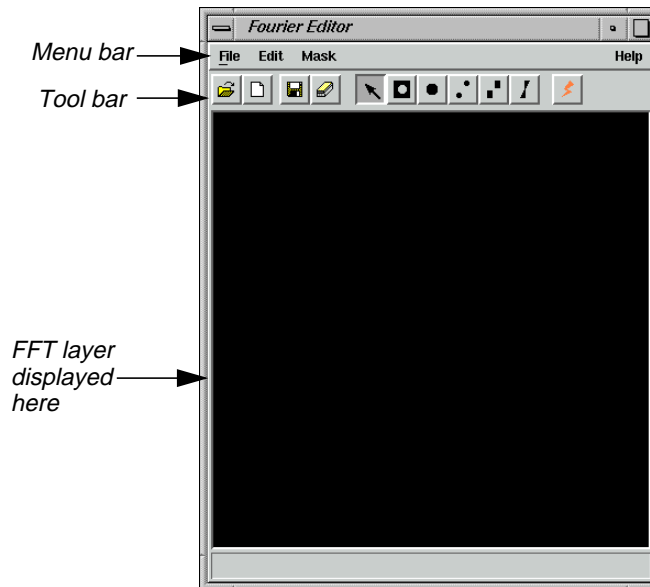 Fourier Editor
Menu bar
File Edit Mask Help
Tool bar
FFT layer
displayed
here